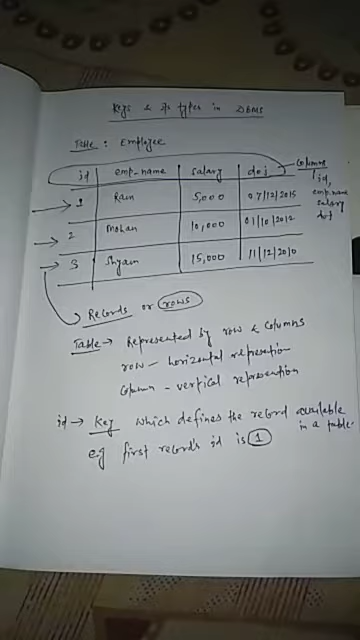 Keys & its types in DBMS
Table : Employee
id emp-name salary doj
1 Ram 5,000 07/12/2015
2 Mohan 10,000 01/10/2012
3 Shyam 15,000 11/12/2010
Columns
id,
emp.name
salary
doj
Records or rows
Table → Represented by row & columns
row - horizontal represention
column - vertical represention
id → Key which defines the record available
in a table.
eg first record's id is 1